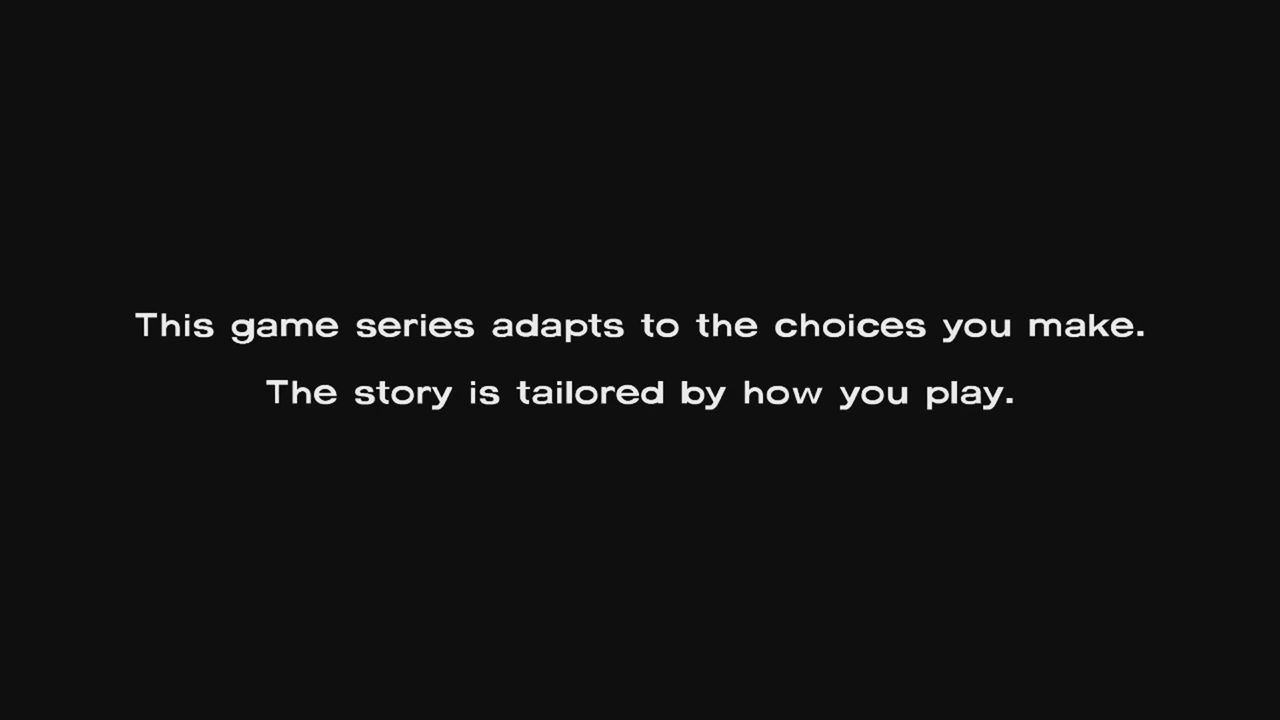 This game series adapts to the choices you make.
The story is tailored by how you play.